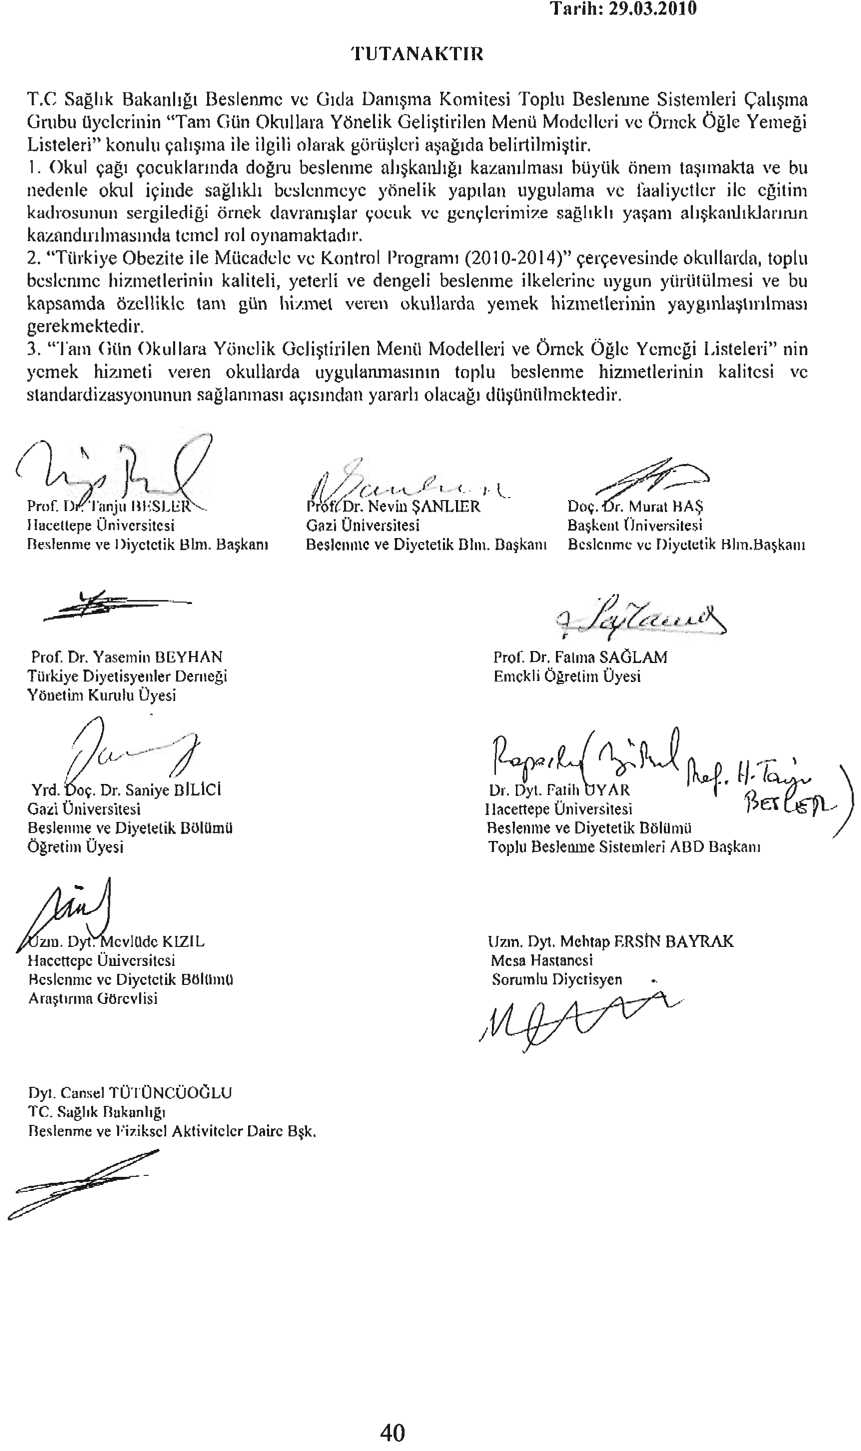 Tarih: 29.03.2010
TUTANAKTIR
T.C Sağlık Bakanlığı Beslenme ve Gıda Danışma Komitesi Toplu Beslenme Sistemleri Çalışma
Grubu üyelerinin “Tam Gün Okullara Yönelik Geliştirilen Menü Modelleri ve Örnek Öğle Yemeği
Listeleri” konulu çalışma ile ilgili olarak görüşleri aşağıda belirtilmiştir.
1. Okul çağı çocuklarında doğru beslenme alışkanlığı kazanılması büyük önem taşımakta ve bu
nedenle okul içinde sağlıklı beslenmeye yönelik yapılan uygulama ve faaliyetler ile eğitim
kadrosunun sergilediği örnek davranışlar çocuk ve gençlerimize sağlıklı yaşam alışkanlıklarının
kazandırılmasında temel rol oynamaktadır.
2. “Türkiye Obezite ile Mücadele ve Kontrol Programı (2010-2014)” çerçevesinde okullarda, toplu
beslenme hizmetlerinin kaliteli, yeterli ve dengeli beslenme ilkelerine uygun yürütülmesi ve bu
kapsamda özellikle tam gün hizmet veren okullarda yemek hizmetlerinin yaygınlaştırılması
gerekmektedir.
3. “Tam Gün Okullara Yönelik Geliştirilen Menü Modelleri ve Örnek Öğle Yemeği Listeleri” nin
yemek hizmeti veren okullarda uygulanmasının toplu beslenme hizmetlerinin kalitesi ve
standardizasyonunun sağlanması açısından yararlı olacağı düşünülmektedir.
Prof. Dr. Tanju BESLER
Hacettepe Üniversitesi
Beslenme ve Diyetetik Blm. Başkanı
Prof. Dr. Nevin ŞANLIER
Gazi Üniversitesi
Beslenme ve Diyetetik Blm. Başkanı
Doç. Dr. Murat BAŞ
Başkent Üniversitesi
Beslenme ve Diyetetik Blm.Başkanı
Prof. Dr. Yasemin BEYHAN
Türkiye Diyetisyenler Derneği
Yönetim Kurulu Üyesi
Prof. Dr. Fatma SAĞLAM
Emekli Öğretim Üyesi
Yrd. Doç. Dr. Saniye BİLİCİ
Gazi Üniversitesi
Beslenme ve Diyetetik Bölümü
Öğretim Üyesi
Prof. H. Tanju
BESLER)
Dr. Dyt. Fatih UYAR
Hacettepe Üniversitesi
Beslenme ve Diyetetik Bölümü
Toplu Beslenme Sistemleri ABD Başkanı
Uzm. Dyt. Mevlüde KIZIL
Hacettepe Üniversitesi
Beslenme ve Diyetetik Bölümü
Araştırma Görevlisi
Uzm. Dyt. Mehtap ERSİN BAYRAK
Mesa Hastanesi
Sorumlu Diyetisyen
Dyt. Cansel TÜTÜNCÜOĞLU
TC. Sağlık Bakanlığı
Beslenme ve Fiziksel Aktiviteler Daire Bşk.
40